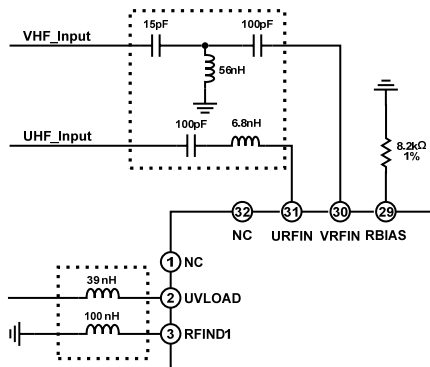 15pF
100pF
VHF_Input
56nH
UHF_Input
100pF
6.8nH
8.2kΩ
1%
32
31
30
29
NC
URFIN
VRFIN
RBIAS
1
NC
39 nH
2
UVLOAD
100 nH
3
RFIND1